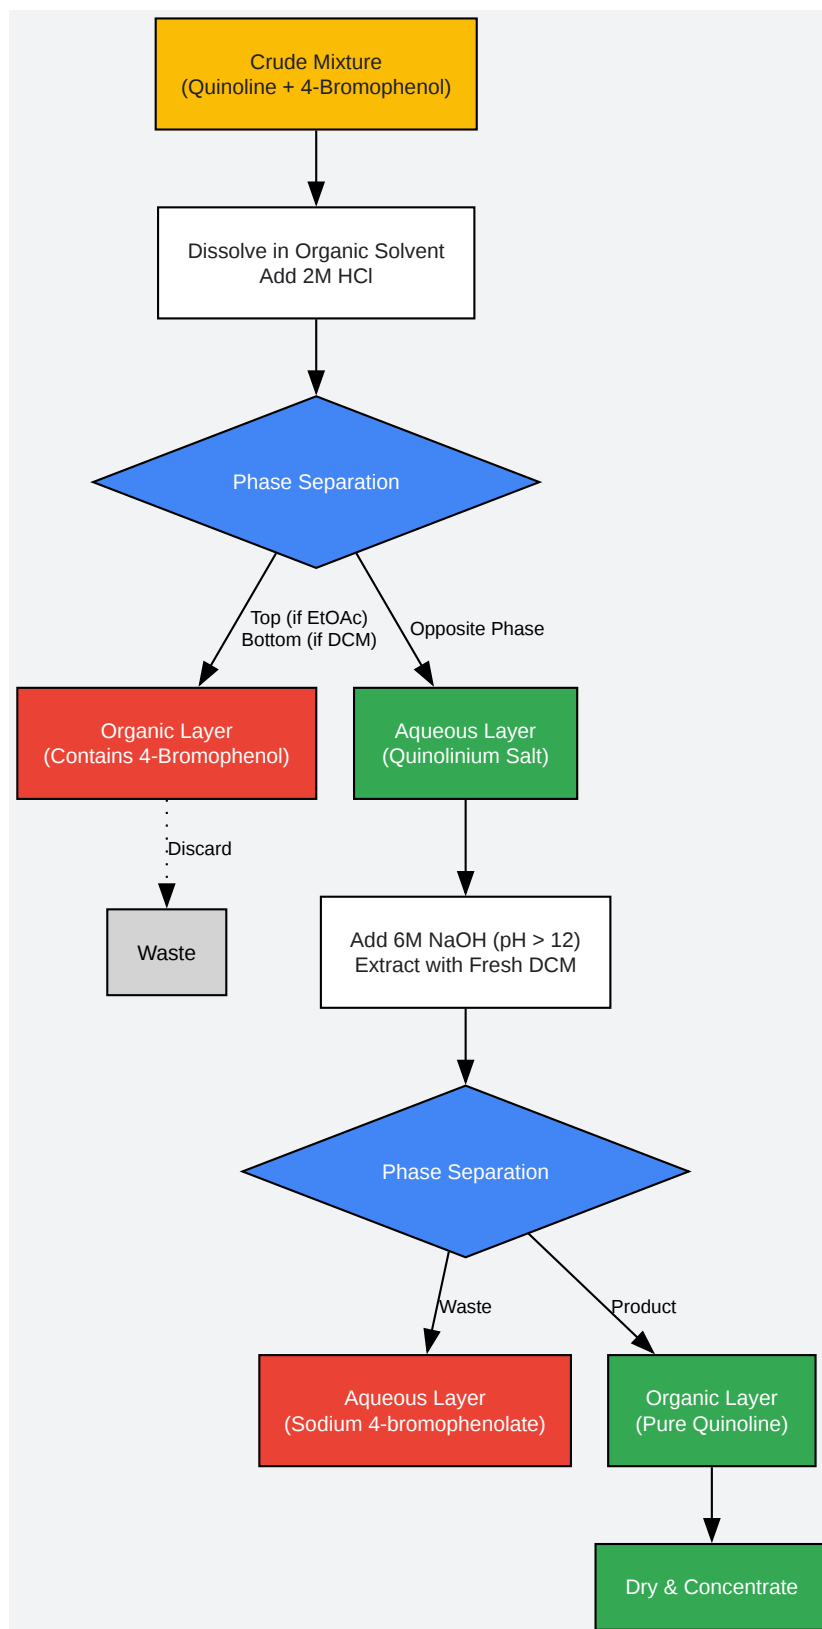 Crude Mixture
(Quinoline + 4-Bromophenol)
Dissolve in Organic Solvent
Add 2M HCl
Phase Separation
Top (if EtOAc)
Bottom (if DCM)
Opposite Phase
Organic Layer
(Contains 4-Bromophenol)
Aqueous Layer
(Quinolinium Salt)
Discard
Waste
Add 6M NaOH (pH > 12)
Extract with Fresh DCM
Phase Separation
Waste
Product
Aqueous Layer
(Sodium 4-bromophenolate)
Organic Layer
(Pure Quinoline)
Dry & Concentrate